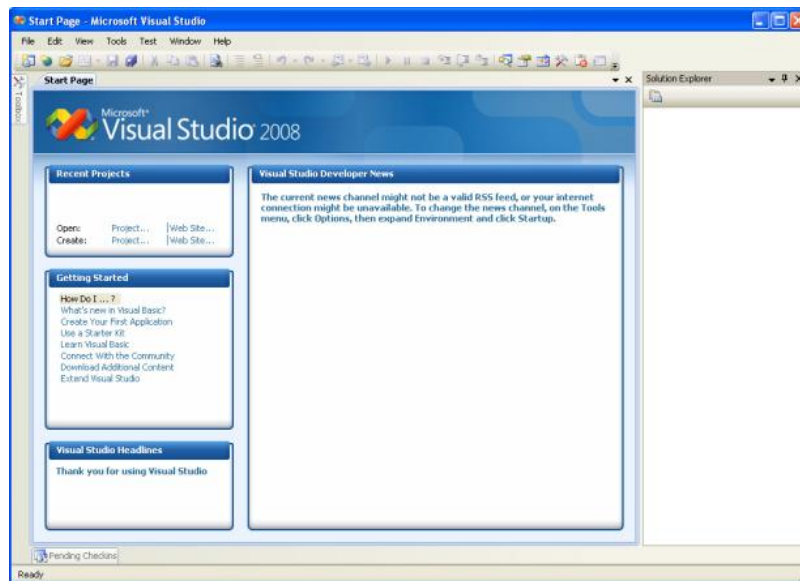 Start Page - Microsoft Visual Studio
File Edit View Tools Test Window Help
Toolbox
Start Page
Solution Explorer
Microsoft
Visual Studio 2008
Recent Projects
Open: Project... | Web Site...
Create: Project... | Web Site...
Getting Started
How Do I ... ?
What's new in Visual Basic?
Create Your First Application
Use a Starter Kit
Learn Visual Basic
Connect With the Community
Download Additional Content
Extend Visual Studio
Visual Studio Headlines
Thank you for using Visual Studio
Visual Studio Developer News
The current news channel might not be a valid RSS feed, or your internet
connection might be unavailable. To change the news channel, on the Tools
menu, click Options, then expand Environment and click Startup.
Pending Checkins
Ready